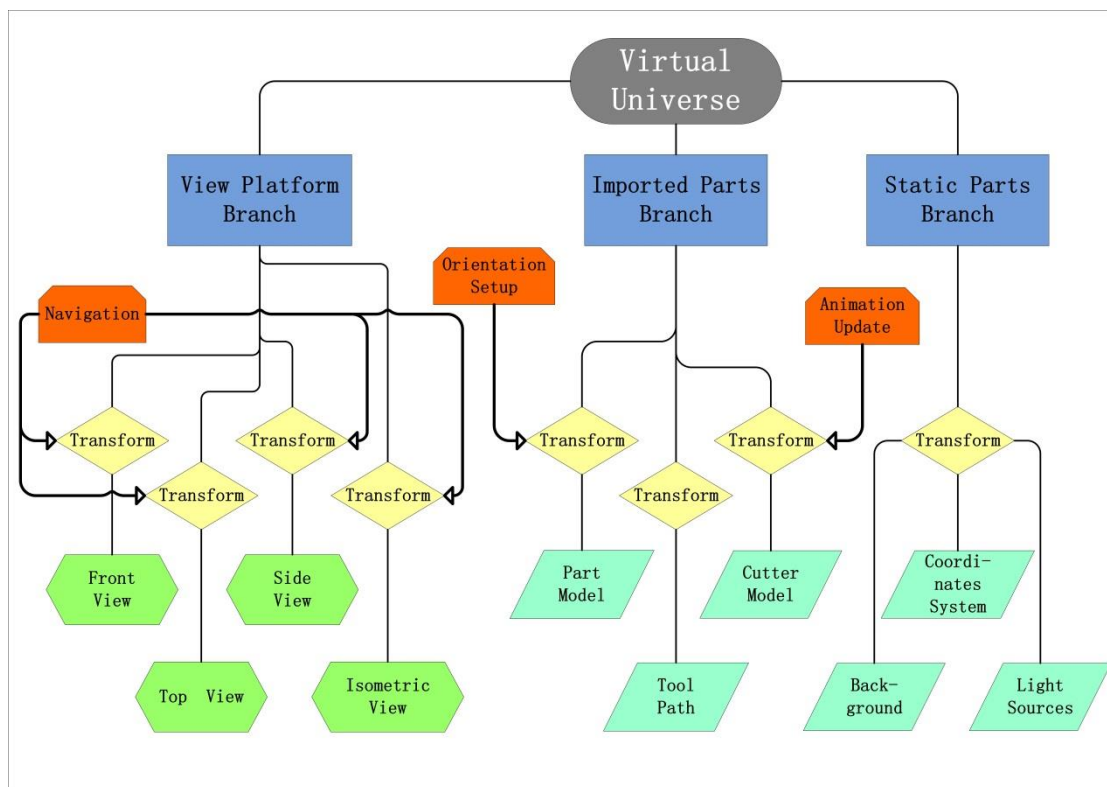 Virtual
Universe
View Platform
Branch
Imported Parts
Branch
Static Parts
Branch
Orientation
Setup
Navigation
Animation
Update
Transform
Transform
Transform
Transform
Transform
Transform
Transform
Transform
Front
View
Side
View
Part
Model
Cutter
Model
Coordi-
nates
System
Top View
Isometric
View
Tool
Path
Back-
ground
Light
Sources